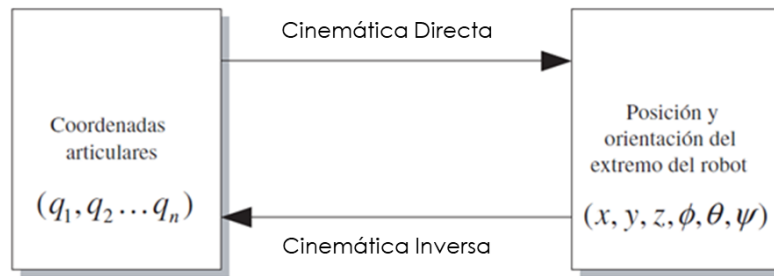 Cinemática Directa
Coordenadas
articulares
(q₁, q₂ … qₙ)
Posición y
orientación del
extremo del robot
(x, y, z, ϕ, θ, ψ)
Cinemática Inversa